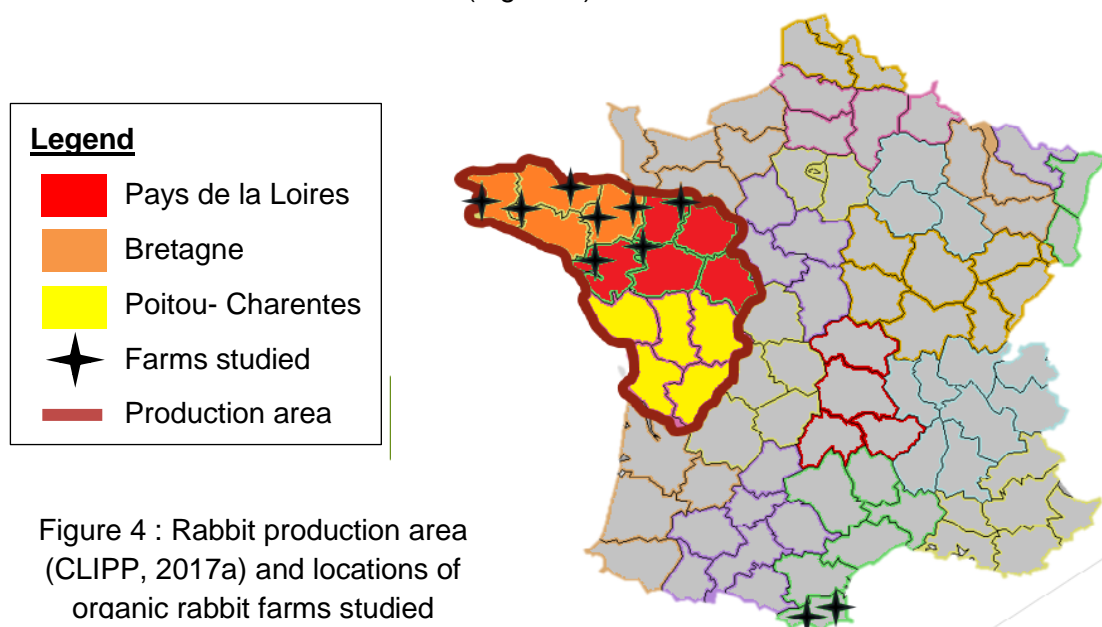 Legend
Pays de la Loires
Bretagne
Poitou- Charentes
Farms studied
Production area
Figure 4 : Rabbit production area
(CLIPP, 2017a) and locations of
organic rabbit farms studied